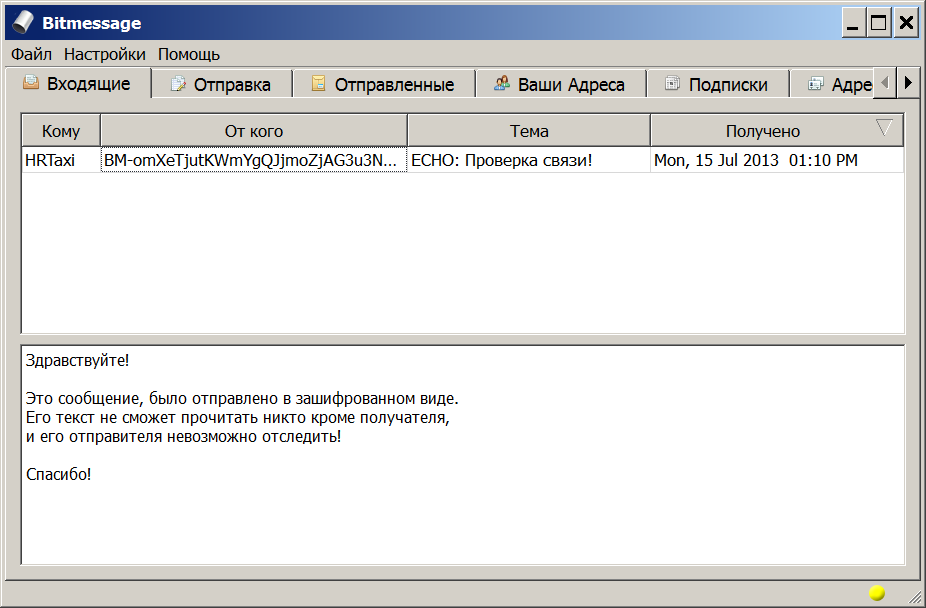 Bitmessage
Файл Настройки Помощь
Входящие Отправка Отправленные Ваши Адреса Подписки Адре
Кому От кого Тема Получено
HRTaxi BM-omXeTjutKWmYgQJjmoZjAG3u3N... ECHO: Проверка связи! Mon, 15 Jul 2013 01:10 PM
Здравствуйте!
Это сообщение, было отправлено в зашифрованном виде.
Его текст не сможет прочитать никто кроме получателя,
и его отправителя невозможно отследить!
Спасибо!